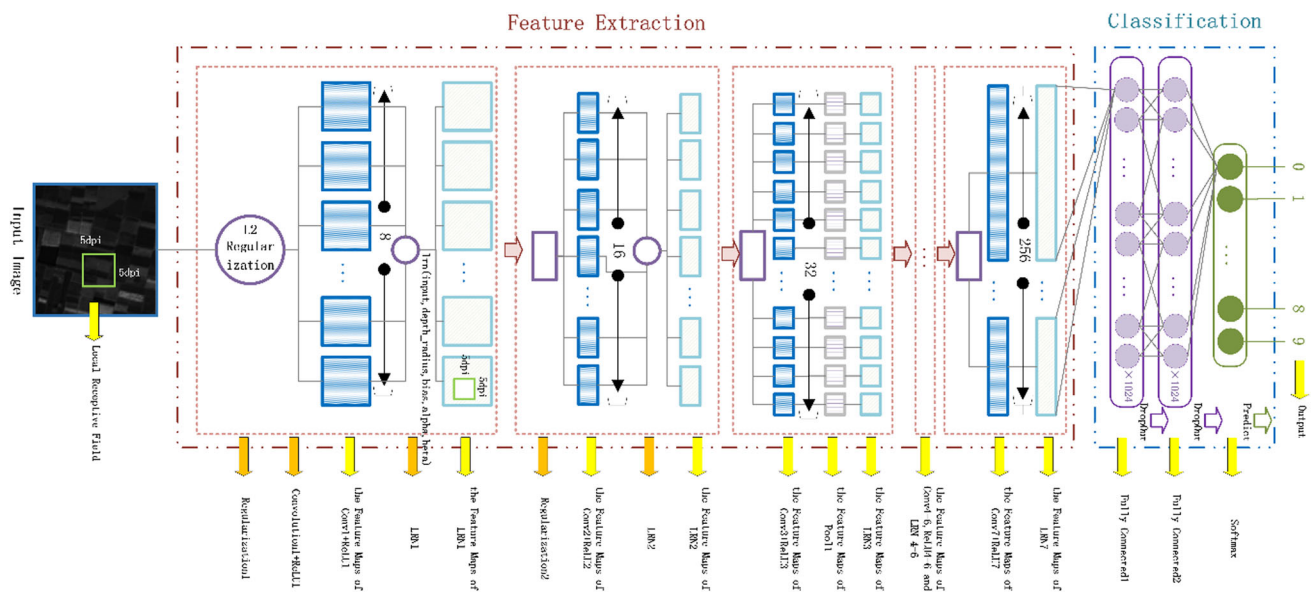 Feature Extraction
Classification
Input Image
5dpi
5dpi
Local Receptive Field
L2
Regular
ization
8
lrn(input, depth_radius, bias, alpha, beta)
5dpi
5dpi
16
32
256
...
×1024
×1024
DropOut
DropOut
Predict
0
1
8
9
Output
Regularization1
Convolution1+ReLU1
the Feature Maps of
Conv1+ReLU1
LRN1
the Feature Maps of
LRN1
Regularization2
the Feature Maps of
Conv2+ReLU2
LRN2
the Feature Maps of
LRN2
the Feature Maps of
Conv3+ReLU3
the Feature Maps of
Pool1
the Feature Maps of
LRN3
the Feature Maps of
Conv4-6, ReLU4-6 and
LRN 4-6
the Feature Maps of
Conv7+ReLU7
the Feature Maps of
LRN7
Fully Connected1
Fully Connected2
Softmax